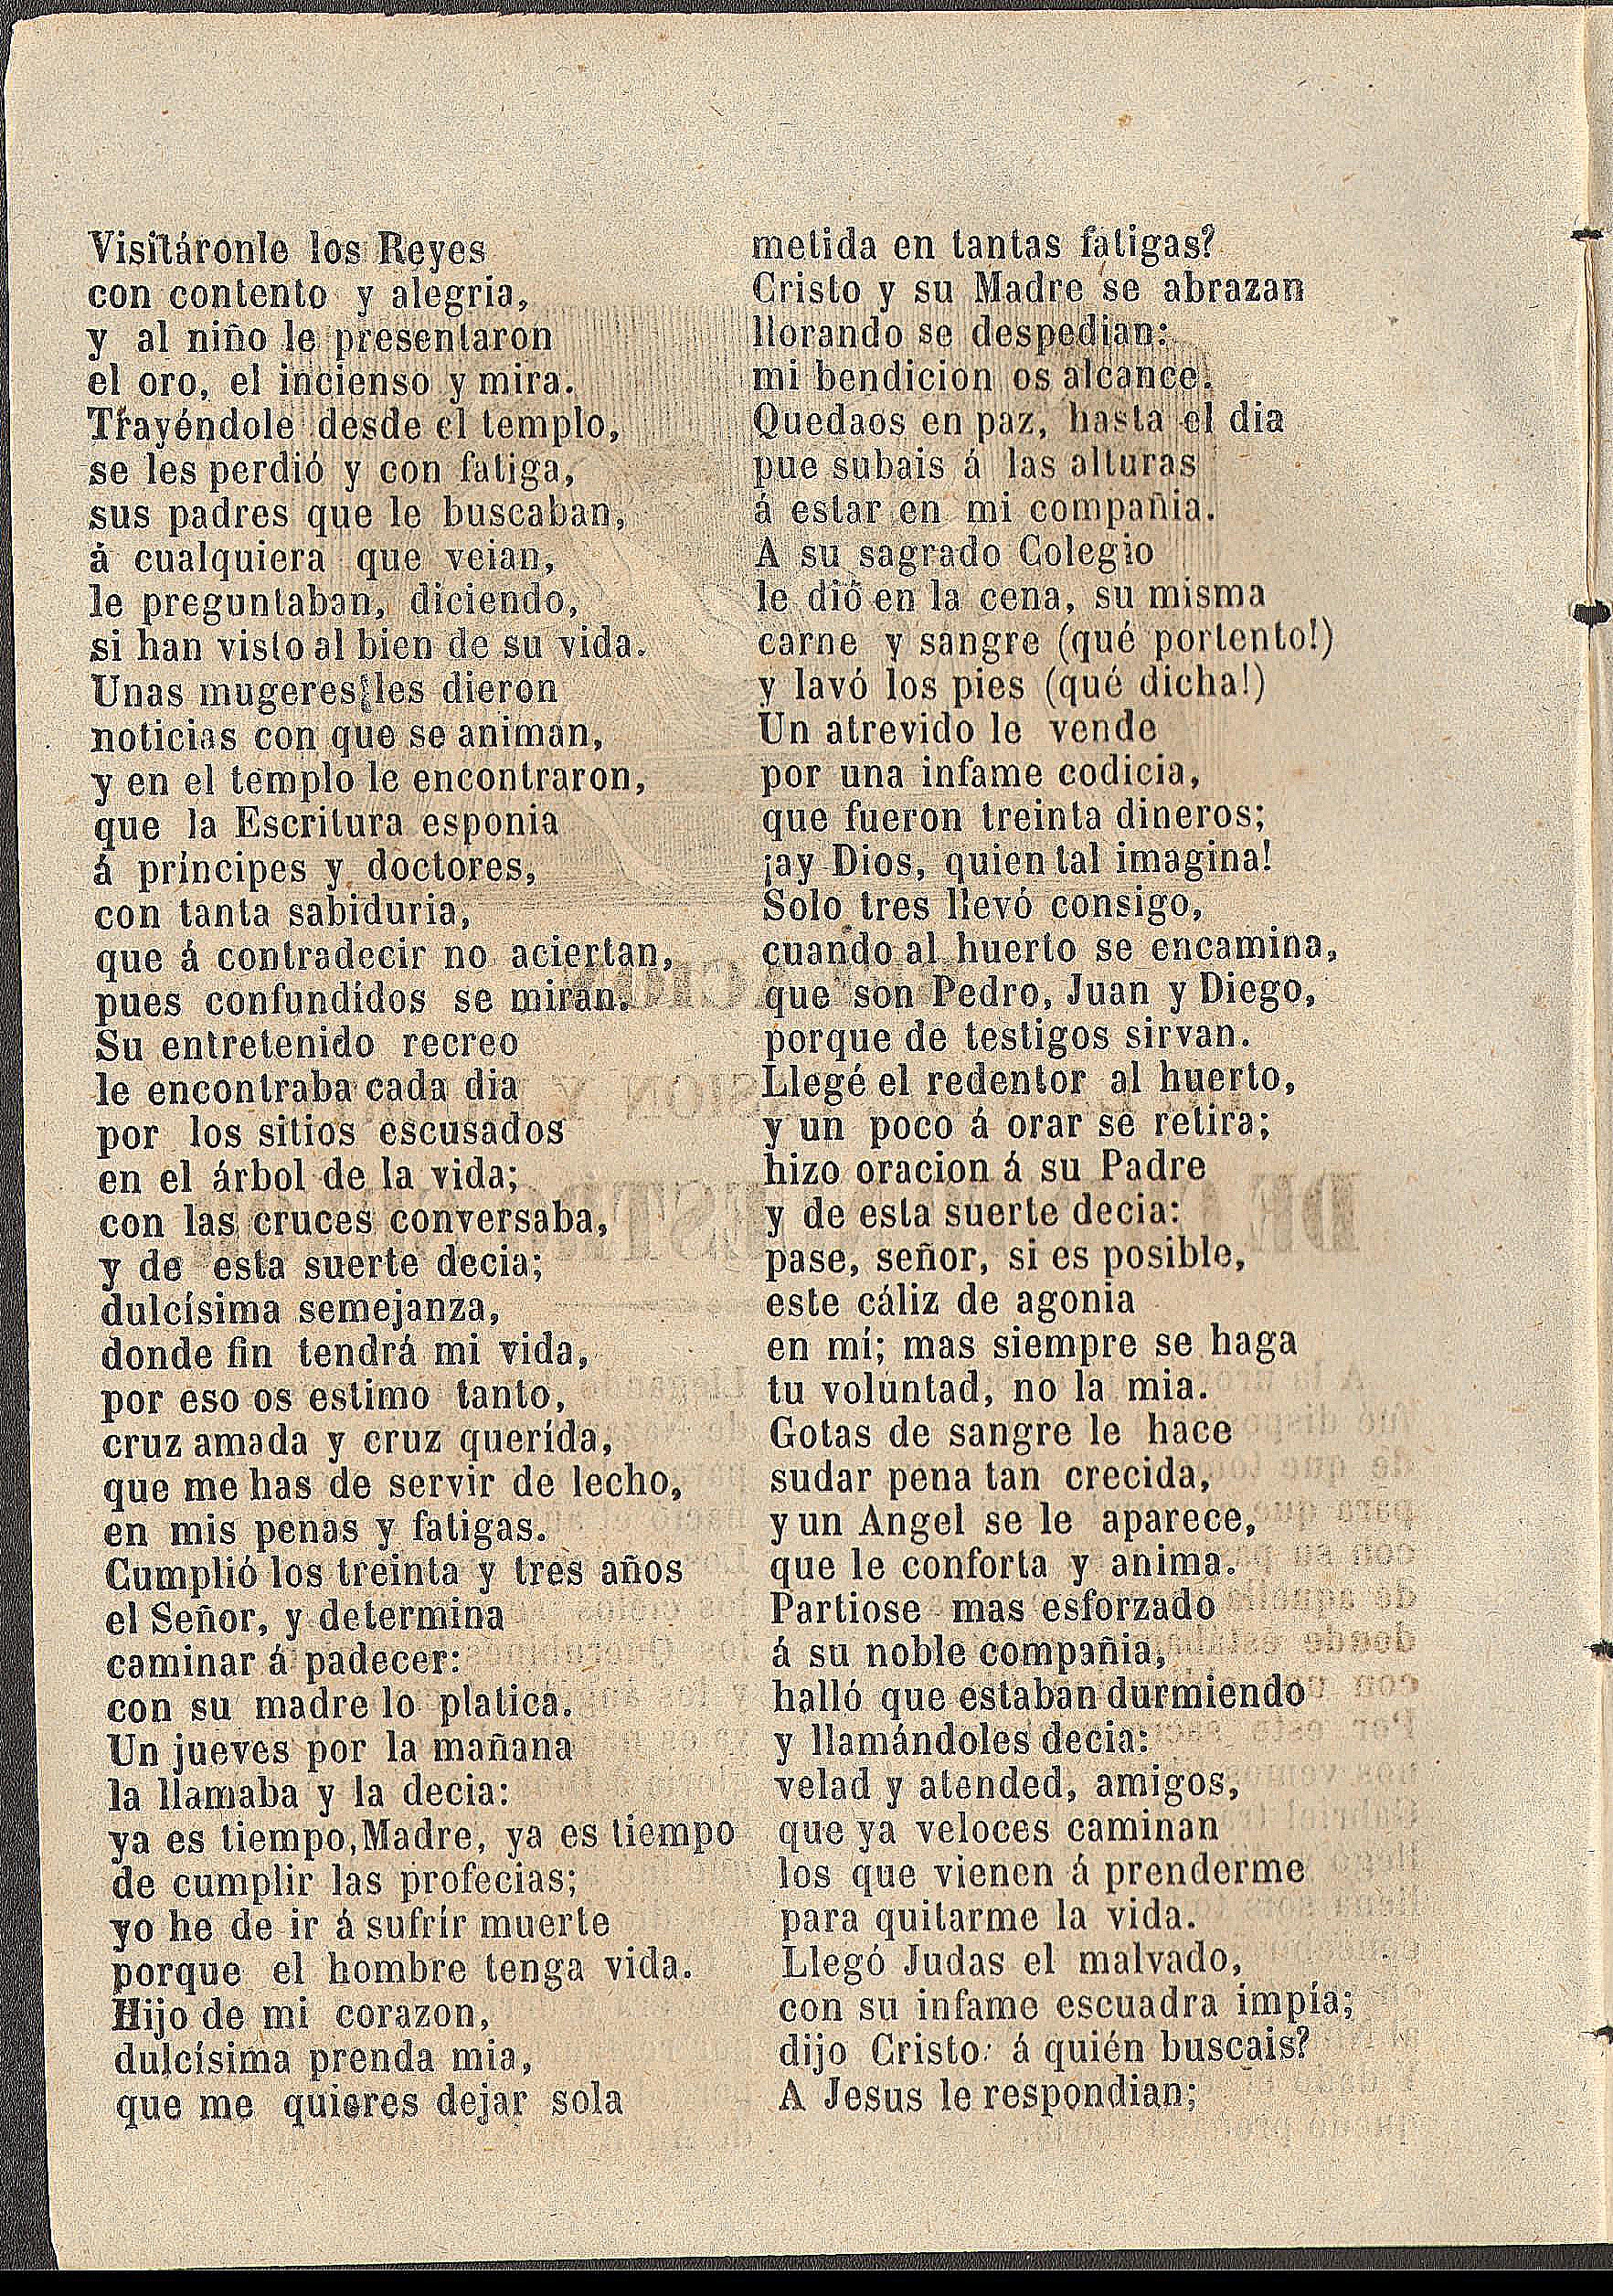 Visitáronle los Reyes
con contento y alegria,
y al niño le presentaron
el oro, el incienso y mira.
Trayéndole desde el templo,
se les perdió y con fatiga,
sus padres que le buscaban,
á cualquiera que veian,
le preguntaban, diciendo,
si han visto al bien de su vida.
Unas mugeres les dieron
noticias con que se animan,
y en el templo le encontraron,
que la Escritura esponia
á príncipes y doctores,
con tanta sabiduria,
que á contradecir no aciertan,
pues confundídos se miran.
Su entretenido recreo
le encontraba cada dia
por los sitios escusados
en el árbol de la vida;
con las cruces conversaba,
y de esta suerte decia;
dulcísima semejanza,
donde fin tendrá mi vida,
por eso os estimo tanto,
cruz amada y cruz querída,
que me has de servir de lecho,
en mis penas y fatigas.
Cumplió los treinta y tres años
el Señor, y determina
caminar á padecer:
con su madre lo platica.
Un jueves por la mañana
la llamaba y la decia:
ya es tiempo, Madre, ya es tiempo
de cumplir las profecias;
yo he de ir á sufrír muerte
porque el hombre tenga vida.
Hijo de mi corazon,
dulcísima prenda mia,
que me quieres dejar sola
metida en tantas fatigas?
Cristo y su Madre se abrazan
llorando se despedian:
mi bendicion os alcance.
Quedaos en paz, hasta el dia
pue subais á las alturas
á estar en mi compañia.
A su sagrado Colegio
le dió en la cena, su misma
carne y sangre (qué portento!)
y lavó los pies (qué dicha!)
Un atrevido le vende
por una infame codicia,
que fueron treinta dineros;
¡ay Dios, quien tal imagina!
Solo tres llevó consigo,
cuando al huerto se encamina,
que son Pedro, Juan y Diego,
porque de testigos sirvan.
Llegé el redentor al huerto,
y un poco á orar se retira;
hizo oracion á su Padre
y de esta suerte decia:
pase, señor, si es posible,
este cáliz de agonia
en mí; mas siempre se haga
tu voluntad, no la mia.
Gotas de sangre le hace
sudar pena tan crecida,
y un Angel se le aparece,
que le conforta y anima.
Partiose mas esforzado
á su noble compañia,
halló que estaban durmiendo
y llamándoles decia:
velad y atended, amigos,
que ya veloces caminan
los que vienen á prenderme
para quitarme la vida.
Llegó Judas el malvado,
con su infame escuadra impía;
dijo Cristo: á quién buscais?
A Jesus le respondian;